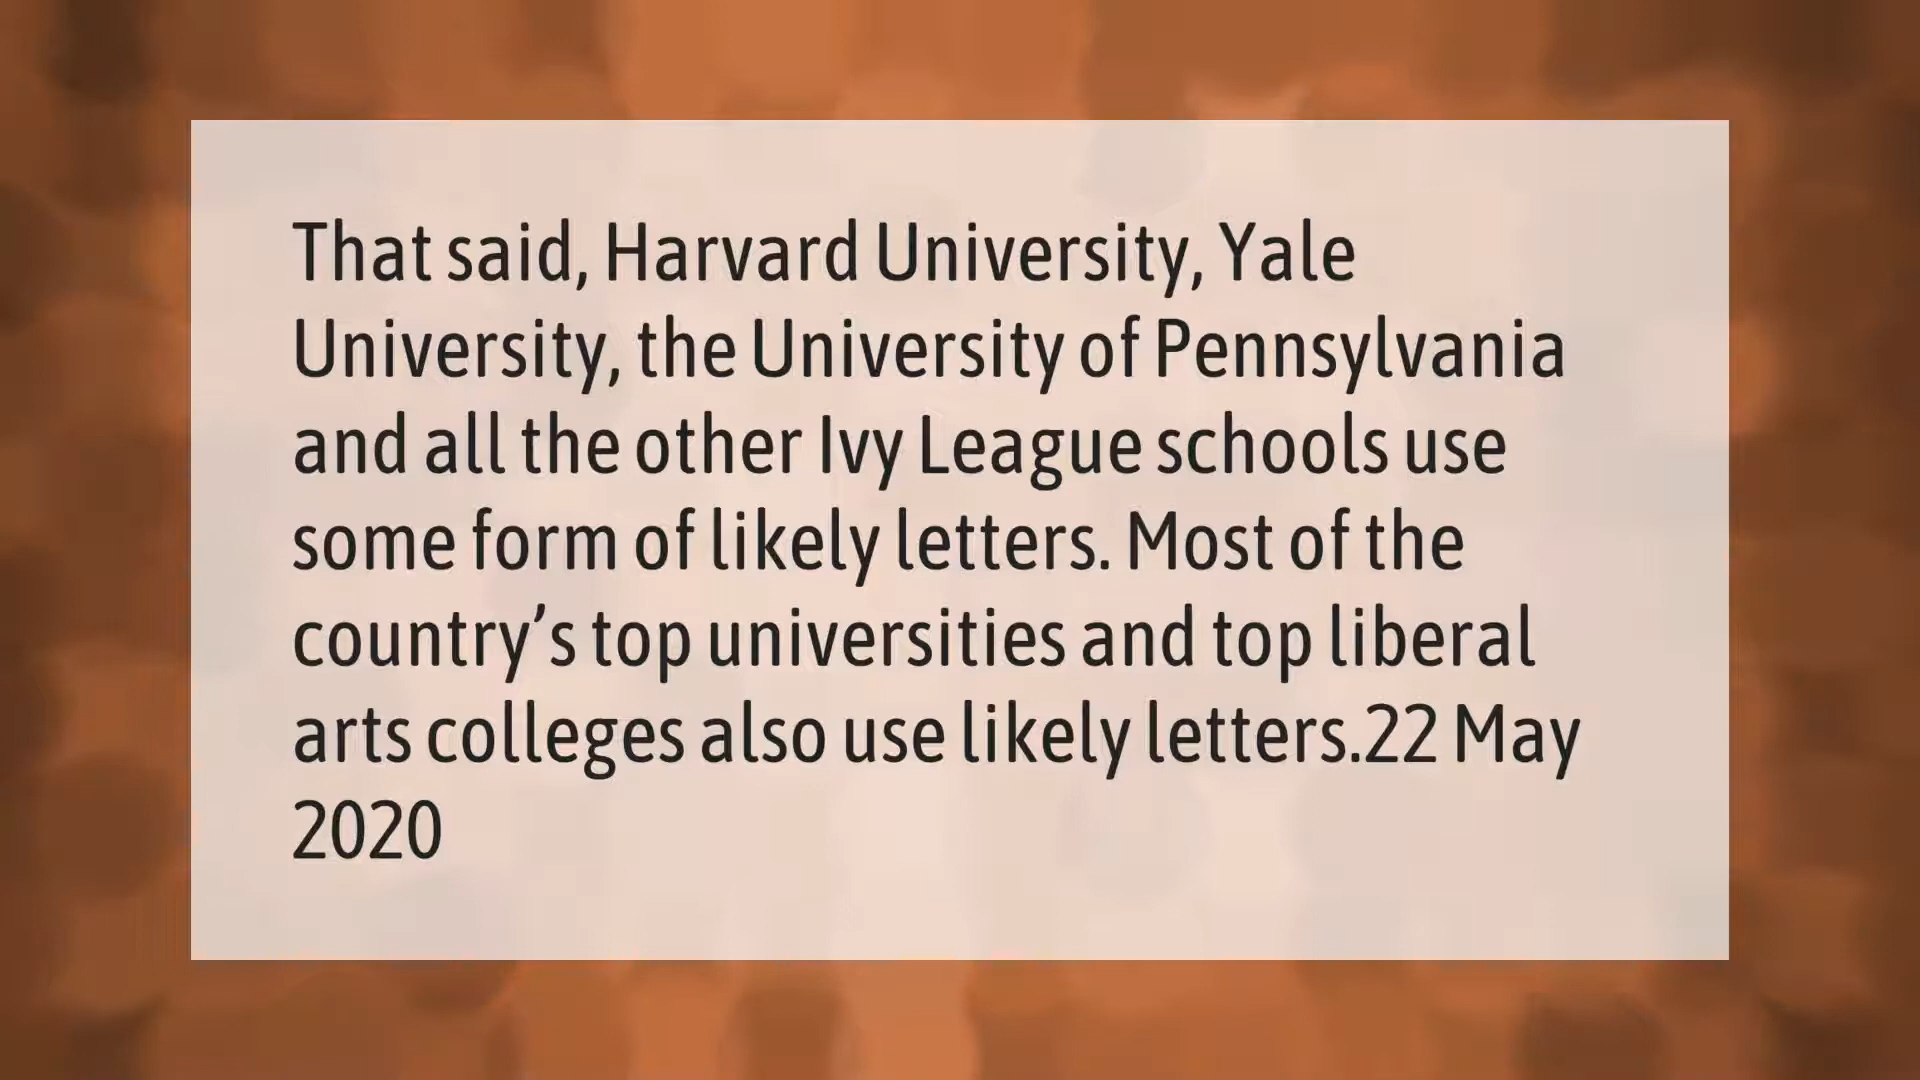 That said, Harvard University, Yale
University, the University of Pennsylvania
and all the other Ivy League schools use
some form of likely letters. Most of the
country’s top universities and top liberal
arts colleges also use likely letters.22 May
2020